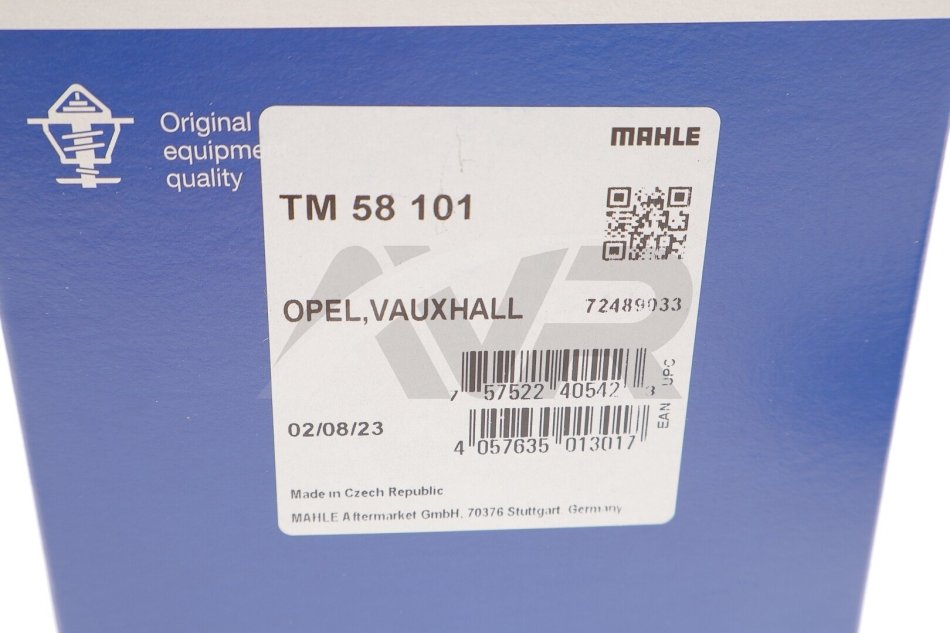 Original
equipme
quality
MAHLE
TM 58 101
OPEL,VAUXHALL
72489033
AVR
7 57522 40542 3
UPC
02/08/23
4 057635 013017
EAN
Made in Czech Republic
MAHLE Aftermarket GmbH, 70376 Stuttgart, Germany